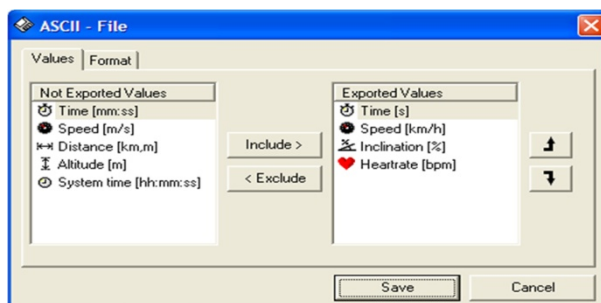 ASCII - File
Values
Format
Not Exported Values
Time [mm:ss]
Speed [m/s]
Distance [km,m]
Altitude [m]
System time [hh:mm:ss]
Include >
< Exclude
Exported Values
Time [s]
Speed [km/h]
Inclination [%]
Heartrate [bpm]
Save
Cancel